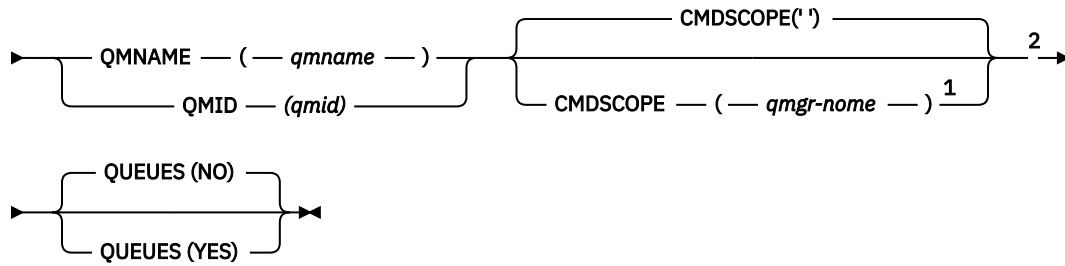 CMDSCOPE(' ')
QMNAME ( qmname ) 2
QMID (qmid)
CMDSCOPE ( qmgr-nome ) 1
QUEUES (NO)
QUEUES (YES)